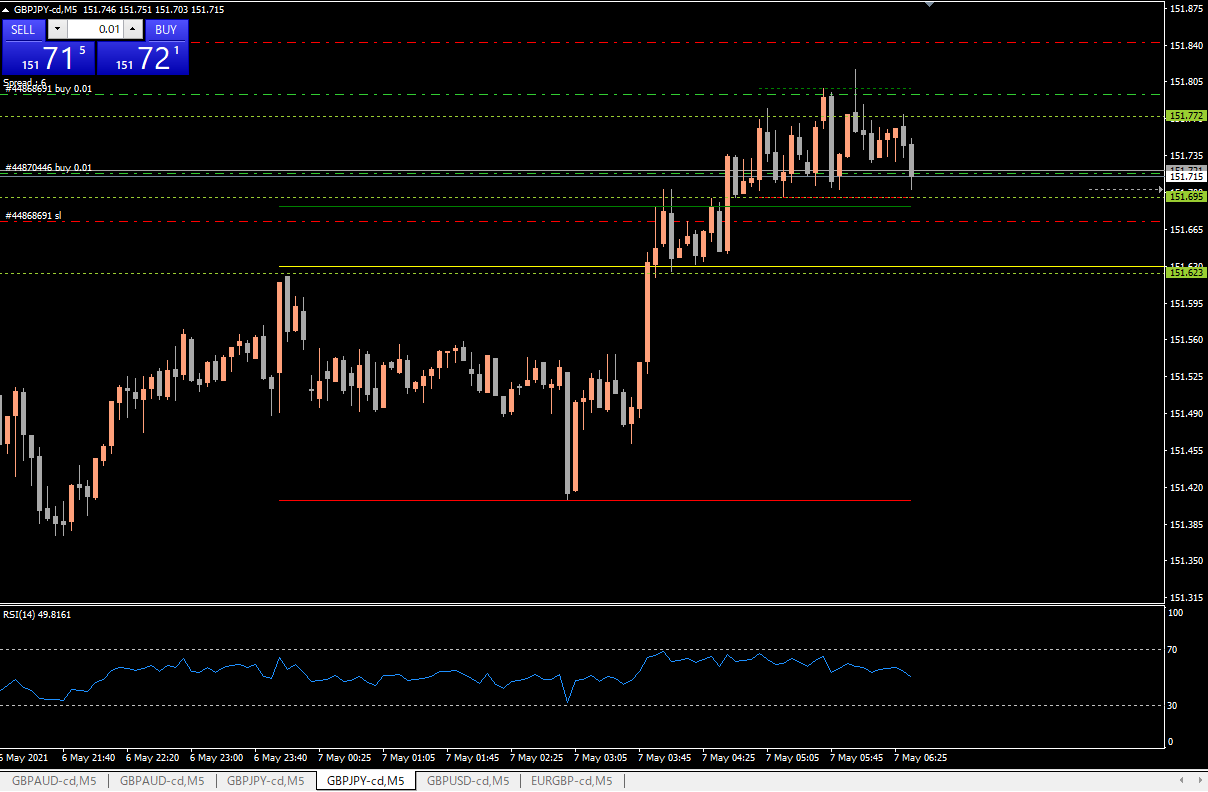 GBPJPY-cd,M5 151.746 151.751 151.703 151.715
SELL 0.01 BUY
151 71 5 151 72 1
Spread : 6
#44868691 buy 0.01
#44870446 buy 0.01
#44868691 sl
151.875
151.840
151.805
151.772
151.735
151.715
151.695
151.665
151.623
151.595
151.560
151.525
151.490
151.455
151.420
151.385
151.350
151.315
RSI(14) 49.8161
100
70
30
0
May 2021 6 May 21:40 6 May 22:20 6 May 23:00 6 May 23:40 7 May 00:25 7 May 01:05 7 May 01:45 7 May 02:25 7 May 03:05 7 May 03:45 7 May 04:25 7 May 05:05 7 May 05:45 7 May 06:25
GBPAUD-cd,M5 GBPAUD-cd,M5 GBPJPY-cd,M5 GBPJPY-cd,M5 GBPUSD-cd,M5 EURGBP-cd,M5